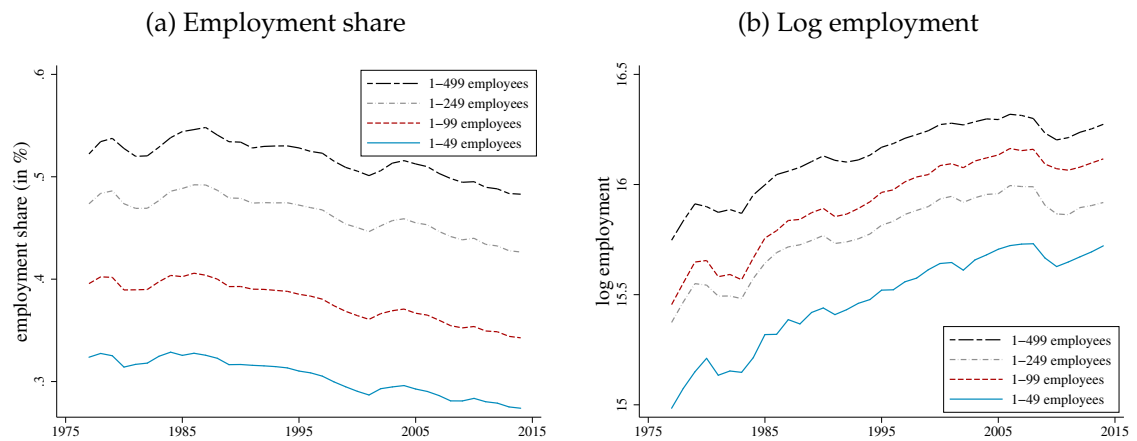 (a) Employment share
employment share (in %)
.6
.5
.4
.3
1−499 employees
1−249 employees
1−99 employees
1−49 employees
1975
1985
1995
2005
2015
(b) Log employment
log employment
16.5
16
15.5
15
1−499 employees
1−249 employees
1−99 employees
1−49 employees
1975
1985
1995
2005
2015